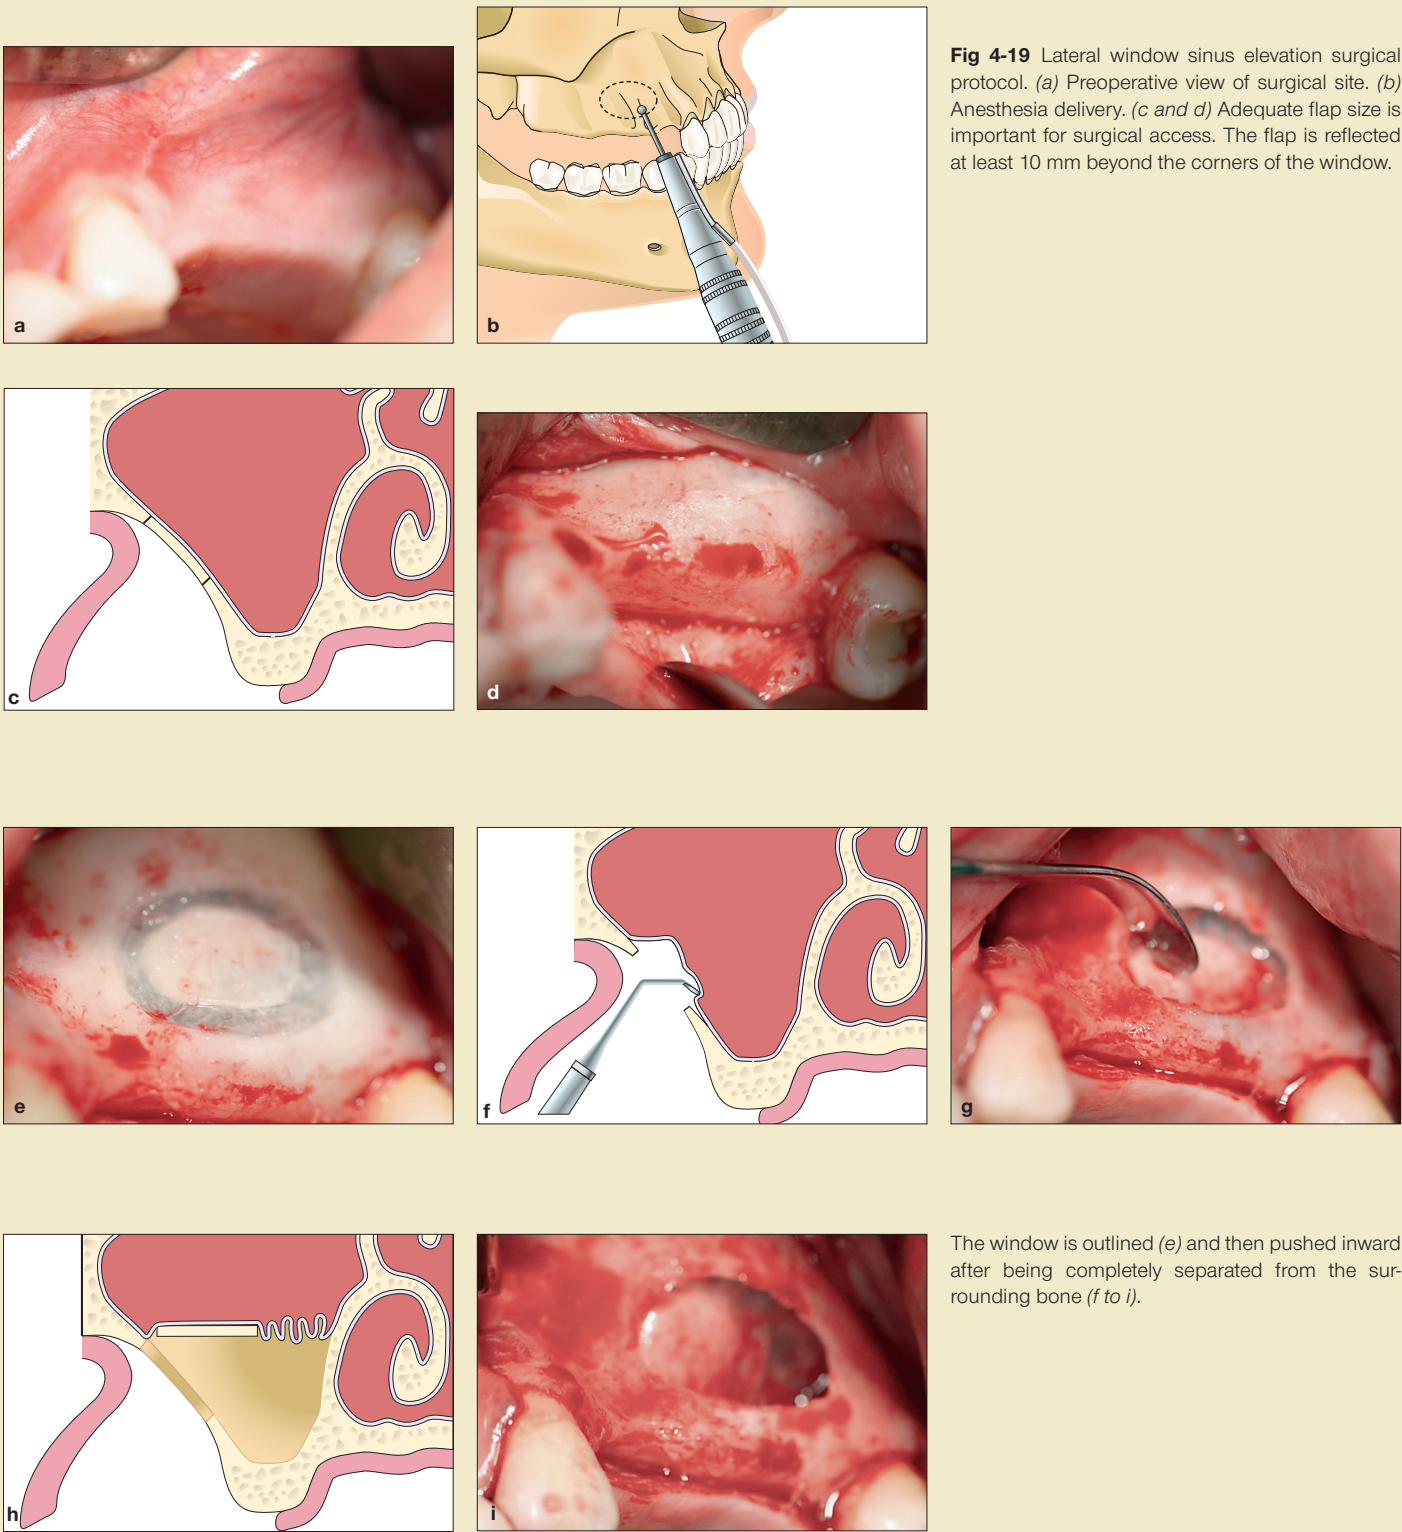 Fig 4-19 Lateral window sinus elevation surgical
protocol. (a) Preoperative view of surgical site. (b)
Anesthesia delivery. (c and d) Adequate flap size is
important for surgical access. The flap is reflected
at least 10 mm beyond the corners of the window.
a
b
c
d
e
f
g
The window is outlined (e) and then pushed inward
after being completely separated from the sur-
rounding bone (f to i).
h
i